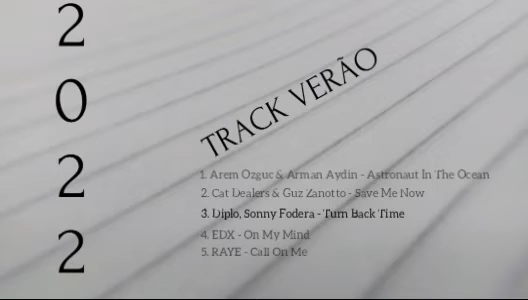 2
0
2
2
TRACK VERÃO
1. Arem Ozguc & Arman Aydin - Astronaut In The Ocean
2. Cat Dealers & Guz Zanotto - Save Me Now
3. Diplo, Sonny Fodera - Turn Back Time
4. EDX - On My Mind
5. RAYE - Call On Me